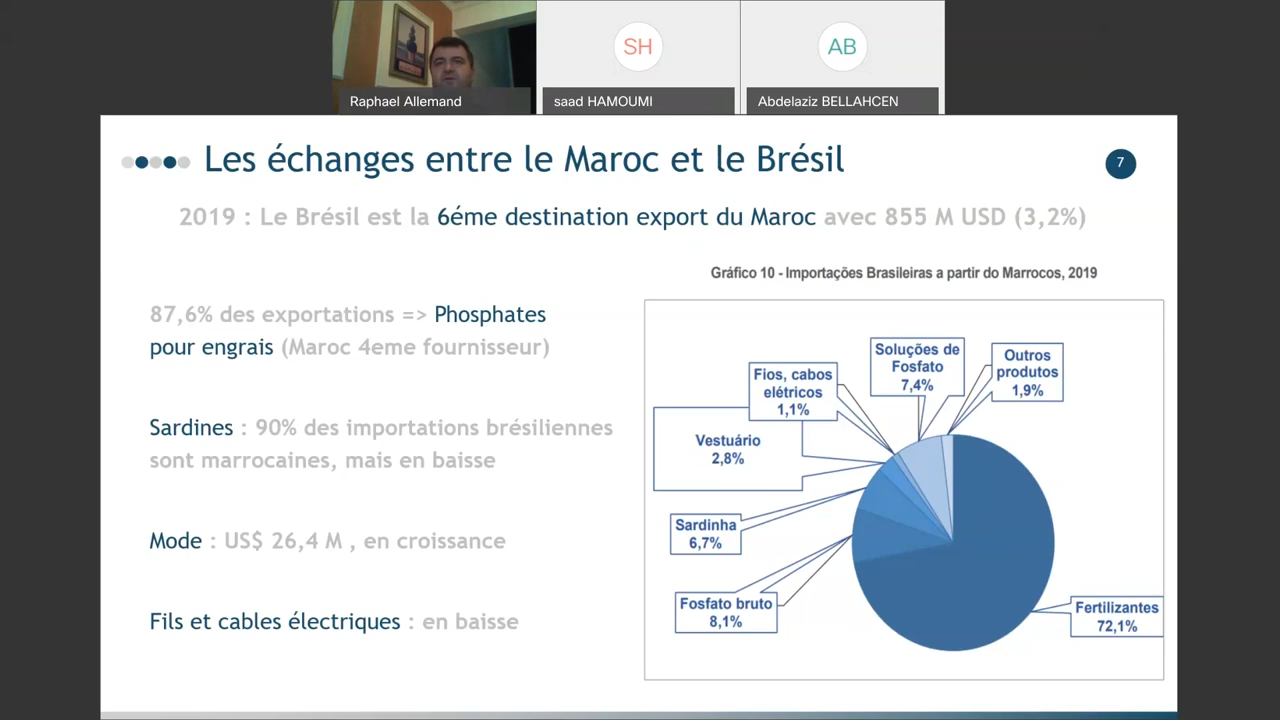 SH
AB
Raphael Allemand
saad HAMOUMI
Abdelaziz BELLAHCEN
Les échanges entre le Maroc et le Brésil
7
2019 : Le Brésil est la 6éme destination export du Maroc avec 855 M USD (3,2%)
87,6% des exportations => Phosphates
pour engrais (Maroc 4eme fournisseur)
Sardines : 90% des importations brésiliennes
sont marrocaines, mais en baisse
Mode : US$ 26,4 M , en croissance
Fils et cables électriques : en baisse
Gráfico 10 - Importações Brasileiras a partir do Marrocos, 2019
Soluções de
Fosfato
7,4%
Outros
produtos
1,9%
Fios, cabos
elétricos
1,1%
Vestuário
2,8%
Sardinha
6,7%
Fosfato bruto
8,1%
Fertilizantes
72,1%